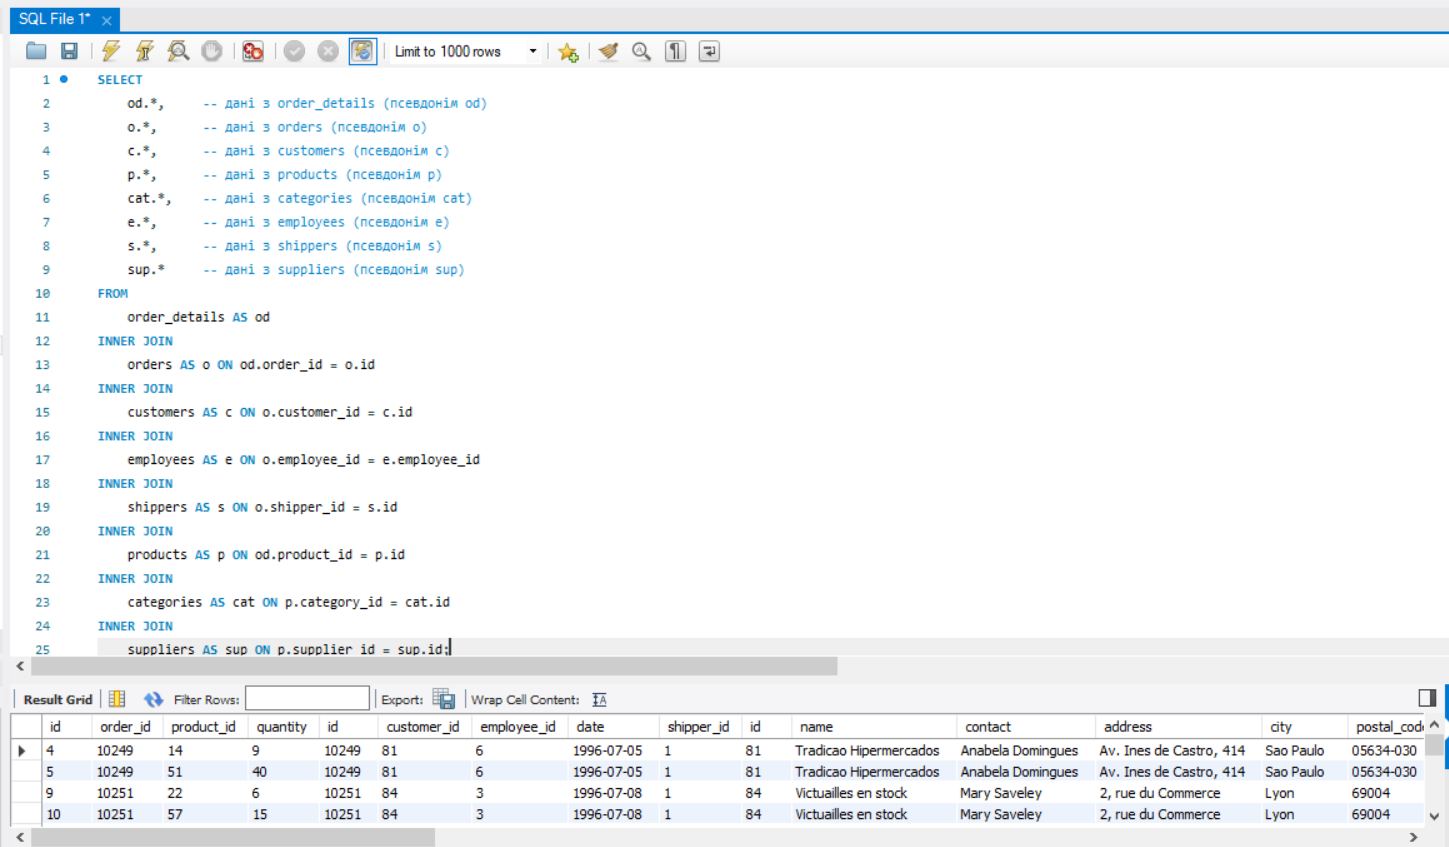 SQL File 1*
Limit to 1000 rows
1 SELECT
2 od.*, -- дані з order_details (псевдонім od)
3 o.*, -- дані з orders (псевдонім o)
4 c.*, -- дані з customers (псевдонім c)
5 p.*, -- дані з products (псевдонім p)
6 cat.*, -- дані з categories (псевдонім cat)
7 e.*, -- дані з employees (псевдонім e)
8 s.*, -- дані з shippers (псевдонім s)
9 sup.* -- дані з suppliers (псевдонім sup)
10 FROM
11 order_details AS od
12 INNER JOIN
13 orders AS o ON od.order_id = o.id
14 INNER JOIN
15 customers AS c ON o.customer_id = c.id
16 INNER JOIN
17 employees AS e ON o.employee_id = e.employee_id
18 INNER JOIN
19 shippers AS s ON o.shipper_id = s.id
20 INNER JOIN
21 products AS p ON od.product_id = p.id
22 INNER JOIN
23 categories AS cat ON p.category_id = cat.id
24 INNER JOIN
25 suppliers AS sup ON p.supplier_id = sup.id;
Result Grid Filter Rows: Export: Wrap Cell Content:
id order_id product_id quantity id customer_id employee_id date shipper_id id name contact address city postal_code
4 10249 14 9 10249 81 6 1996-07-05 1 81 Tradicao Hipermercados Anabela Domingues Av. Ines de Castro, 414 Sao Paulo 05634-030
5 10249 51 40 10249 81 6 1996-07-05 1 81 Tradicao Hipermercados Anabela Domingues Av. Ines de Castro, 414 Sao Paulo 05634-030
9 10251 22 6 10251 84 3 1996-07-08 1 84 Victuailles en stock Mary Saveley 2, rue du Commerce Lyon 69004
10 10251 57 15 10251 84 3 1996-07-08 1 84 Victuailles en stock Mary Saveley 2, rue du Commerce Lyon 69004